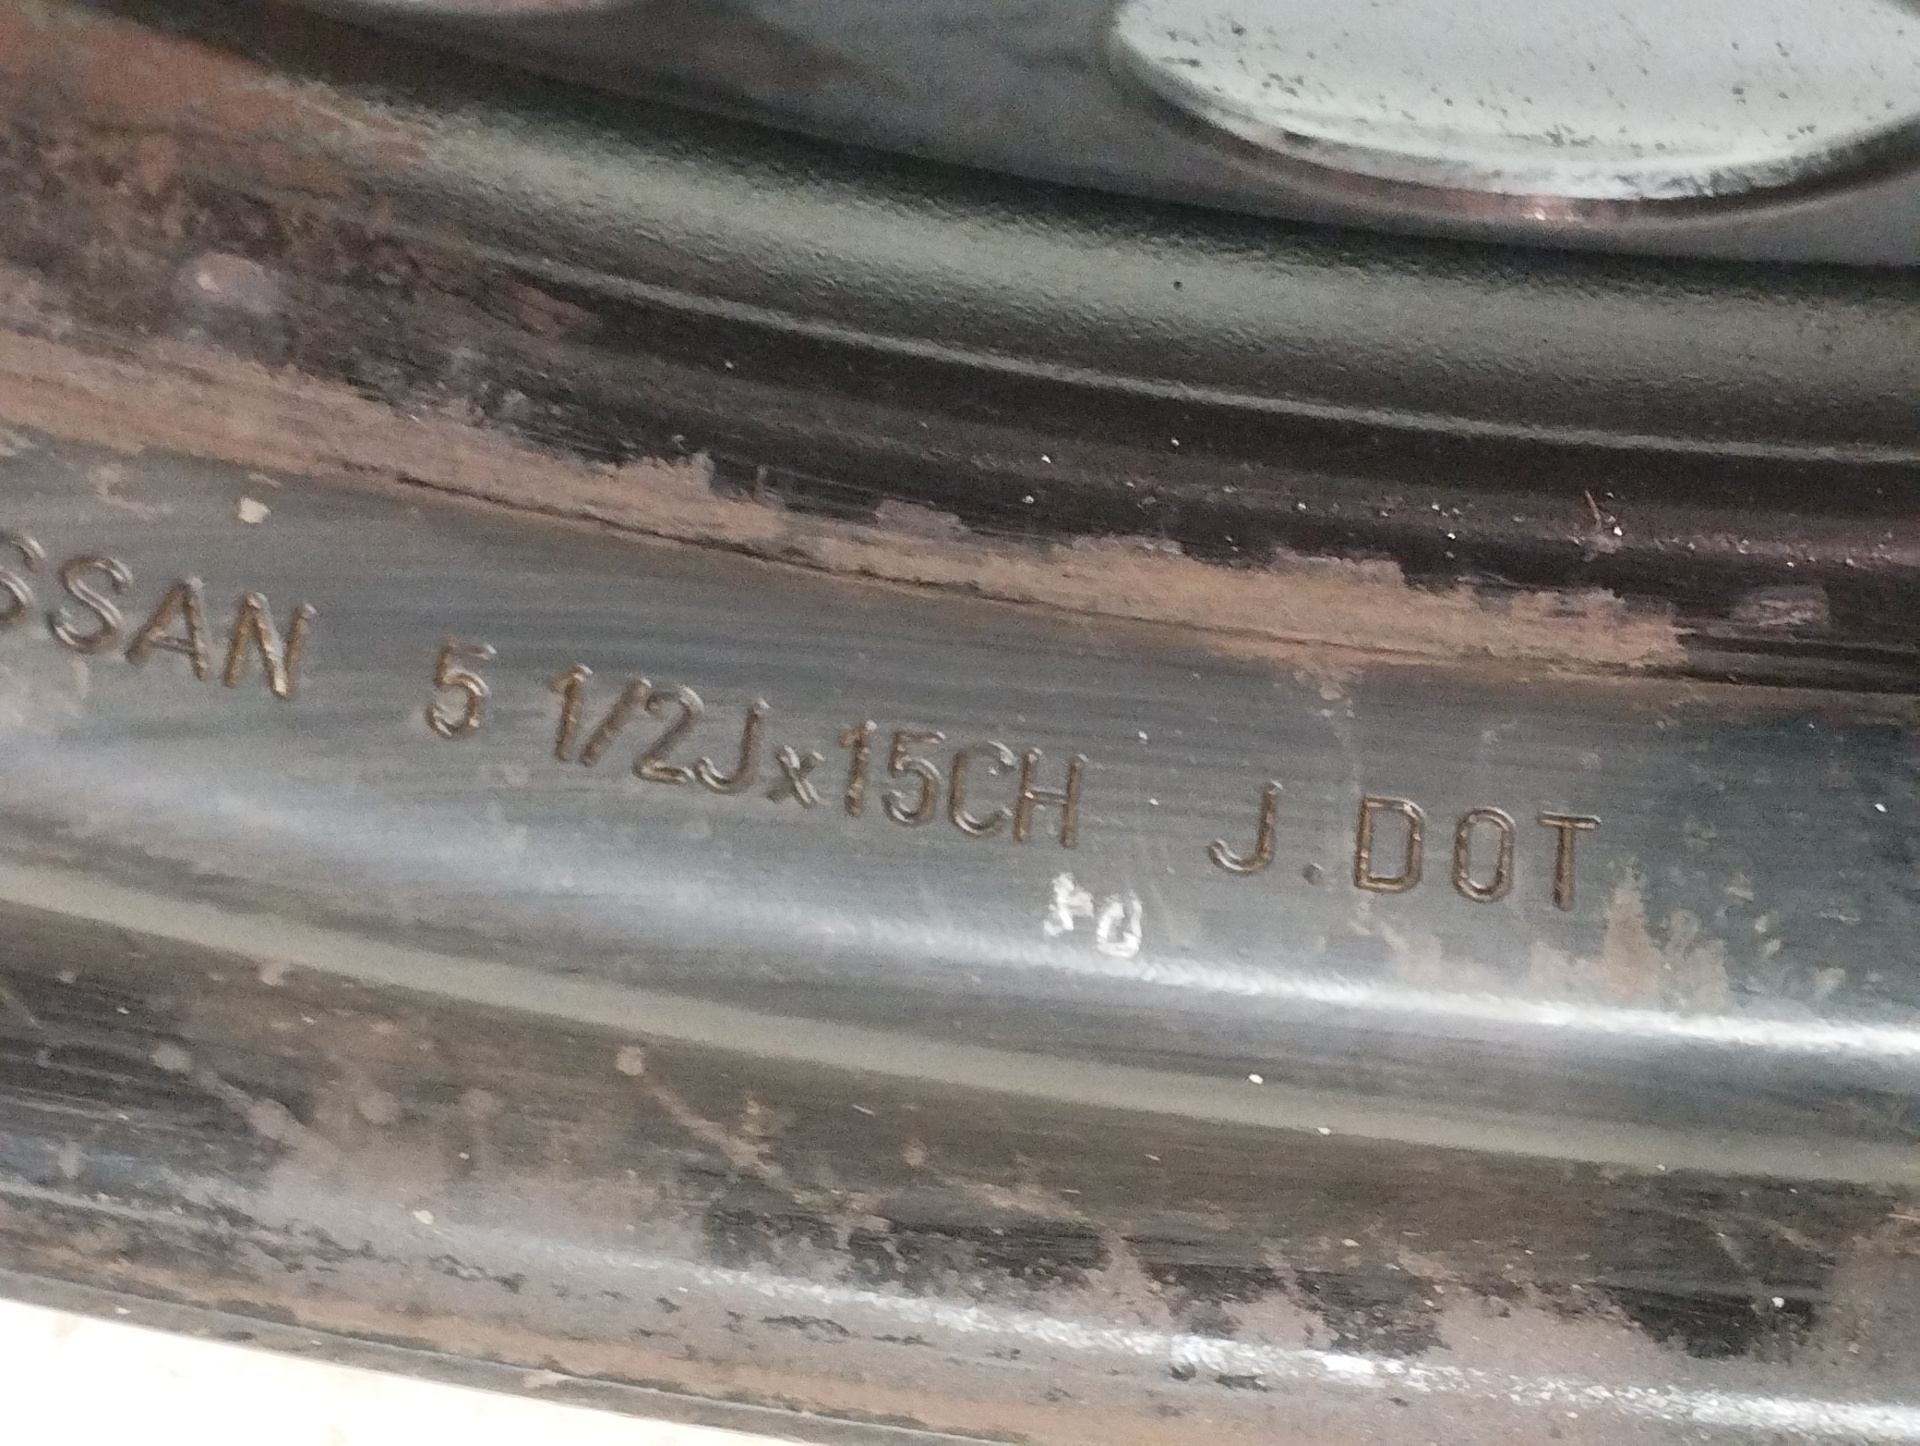 SSAN 5 1/2Jx15CH J.DOT